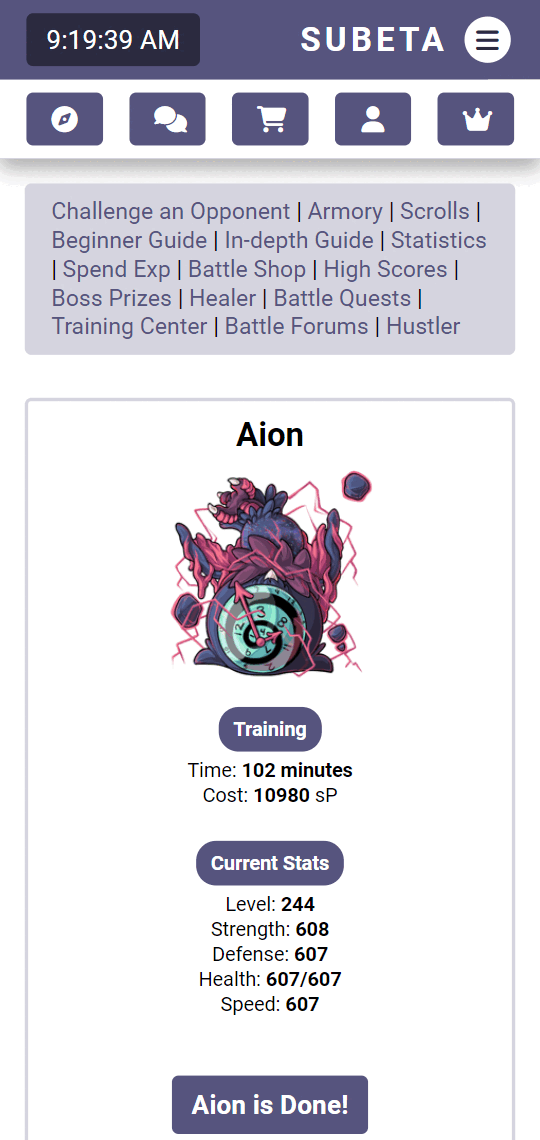 9:19:39 AM
SUBETA
Challenge an Opponent | Armory | Scrolls |
Beginner Guide | In-depth Guide | Statistics
| Spend Exp | Battle Shop | High Scores |
Boss Prizes | Healer | Battle Quests |
Training Center | Battle Forums | Hustler
Aion
Training
Time: 102 minutes
Cost: 10980 sP
Current Stats
Level: 244
Strength: 608
Defense: 607
Health: 607/607
Speed: 607
Aion is Done!